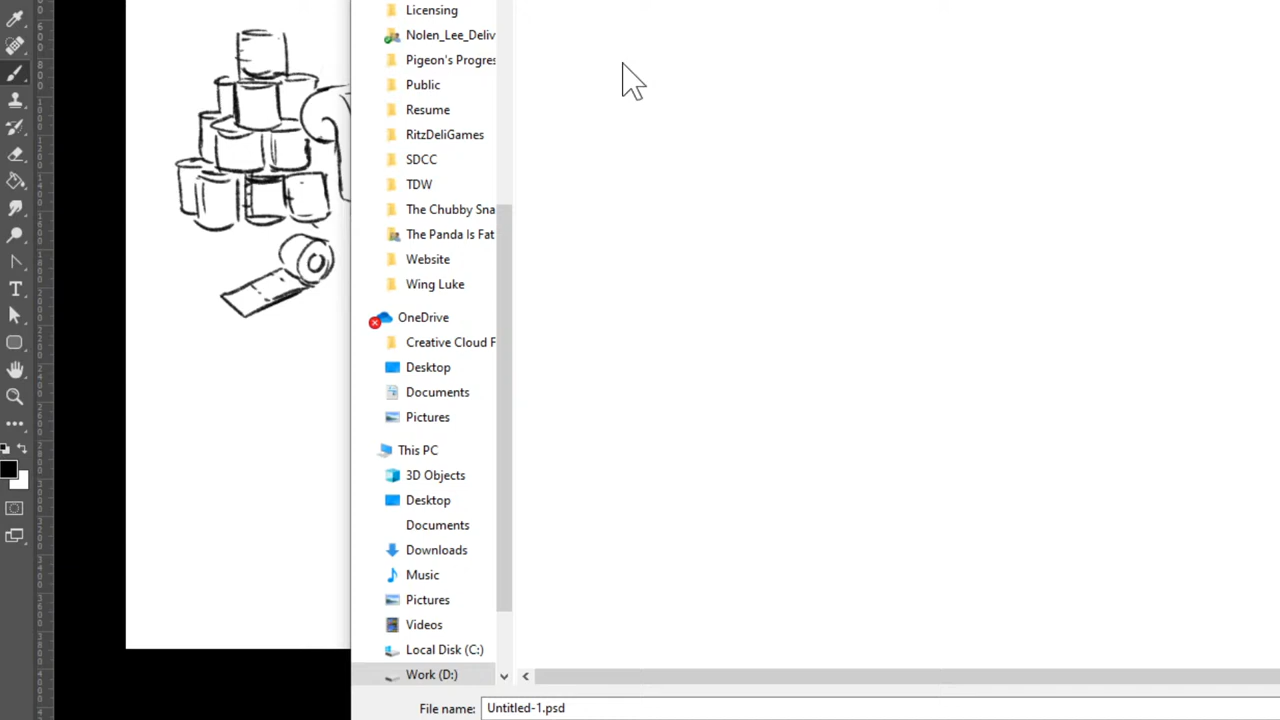 Licensing
Nolen_Lee_Deliv
Pigeon's Progres
Public
Resume
RitzDeliGames
SDCC
TDW
The Chubby Sna
The Panda Is Fat
Website
Wing Luke
OneDrive
Creative Cloud F
Desktop
Documents
Pictures
This PC
3D Objects
Desktop
Documents
Downloads
Music
Pictures
Videos
Local Disk (C:)
Work (D:)
File name: Untitled-1.psd